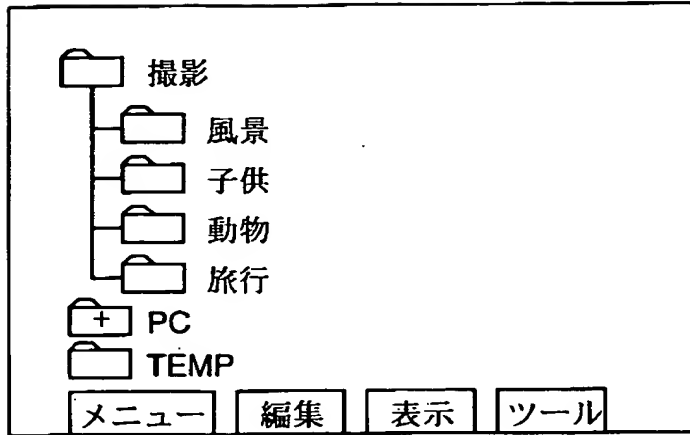 撮影
風景
子供
動物
旅行
+ PC
TEMP
メニュー 編集 表示 ツール